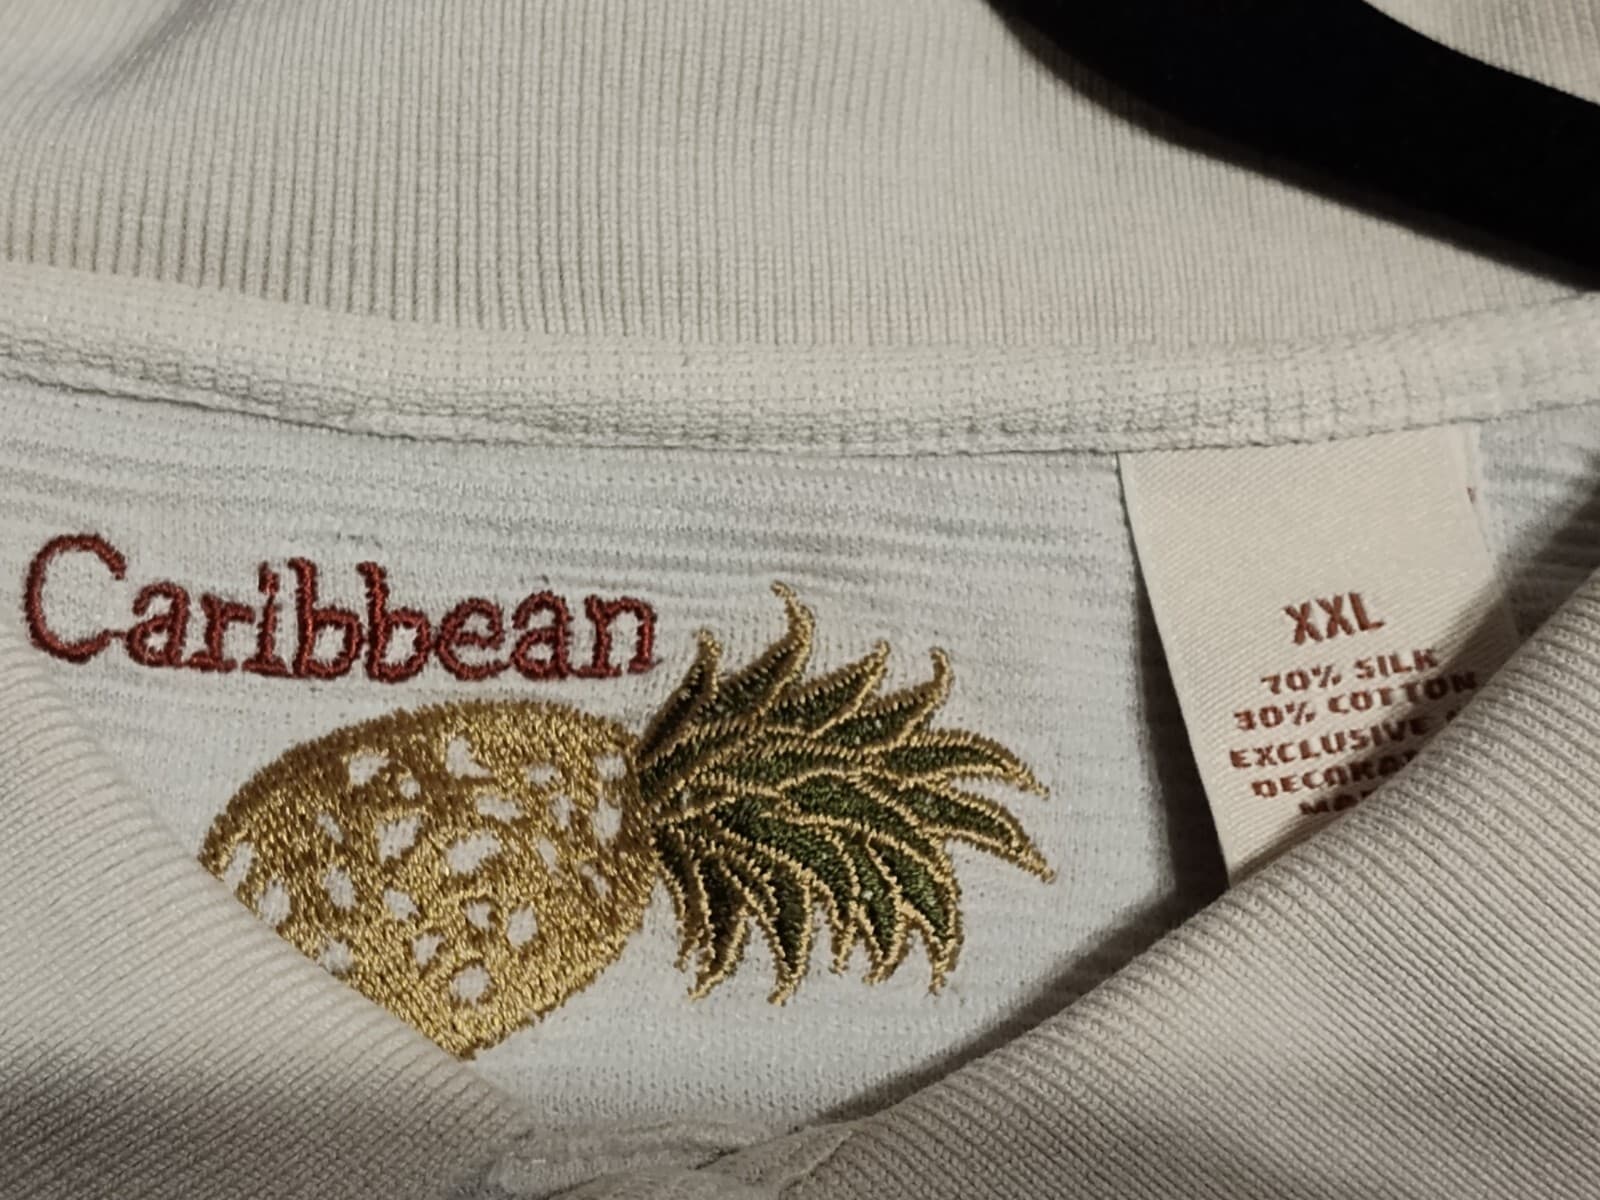 Caribbean
XXL
70% SILK
30% COTTON
EXCLUSIVE